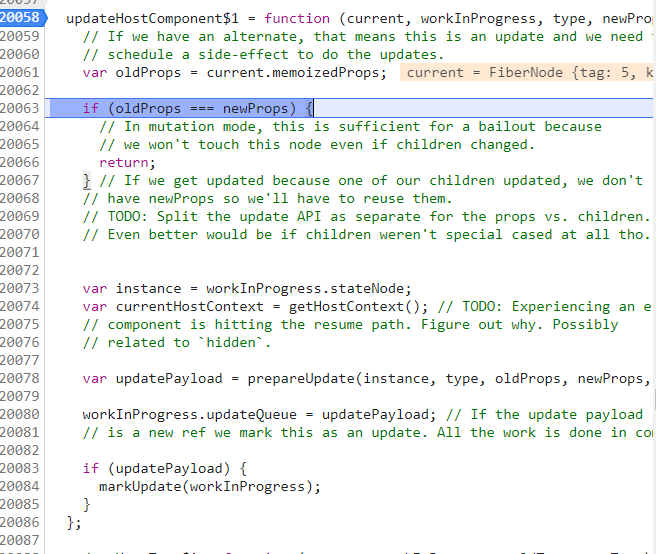 20058 updateHostComponent$1 = function (current, workInProgress, type, newPro
20059 // If we have an alternate, that means this is an update and we need
20060 // schedule a side-effect to do the updates.
20061 var oldProps = current.memoizedProps; current = FiberNode {tag: 5, k
20062
20063 if (oldProps === newProps) {
20064 // In mutation mode, this is sufficient for a bailout because
20065 // we won't touch this node even if children changed.
20066 return;
20067 } // If we get updated because one of our children updated, we don't
20068 // have newProps so we'll have to reuse them.
20069 // TODO: Split the update API as separate for the props vs. children.
20070 // Even better would be if children weren't special cased at all tho.
20071
20072
20073 var instance = workInProgress.stateNode;
20074 var currentHostContext = getHostContext(); // TODO: Experiencing an e
20075 // component is hitting the resume path. Figure out why. Possibly
20076 // related to `hidden`.
20077
20078 var updatePayload = prepareUpdate(instance, type, oldProps, newProps,
20079
20080 workInProgress.updateQueue = updatePayload; // If the update payload
20081 // is a new ref we mark this as an update. All the work is done in co
20082
20083 if (updatePayload) {
20084 markUpdate(workInProgress);
20085 }
20086 };
20087